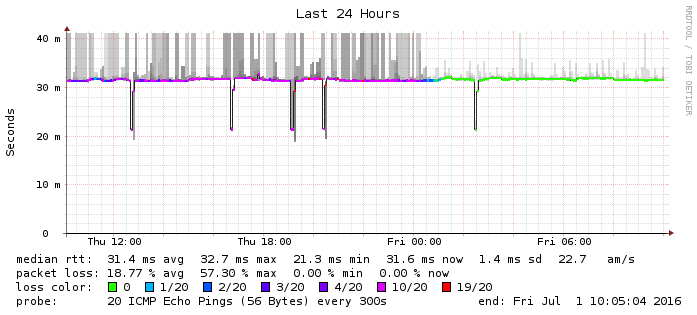 Last 24 Hours
RRDTOOL / TOBI OETIKER
Seconds
40 m
30 m
20 m
10 m
0
Thu 12:00 Thu 18:00 Fri 00:00 Fri 06:00
median rtt: 31.4 ms avg 32.7 ms max 21.3 ms min 31.6 ms now 1.4 ms sd 22.7 am/s
packet loss: 18.77 % avg 57.30 % max 0.00 % min 0.00 % now
loss color: 0 1/20 2/20 3/20 4/20 10/20 19/20
probe: 20 ICMP Echo Pings (56 Bytes) every 300s end: Fri Jul 1 10:05:04 2016